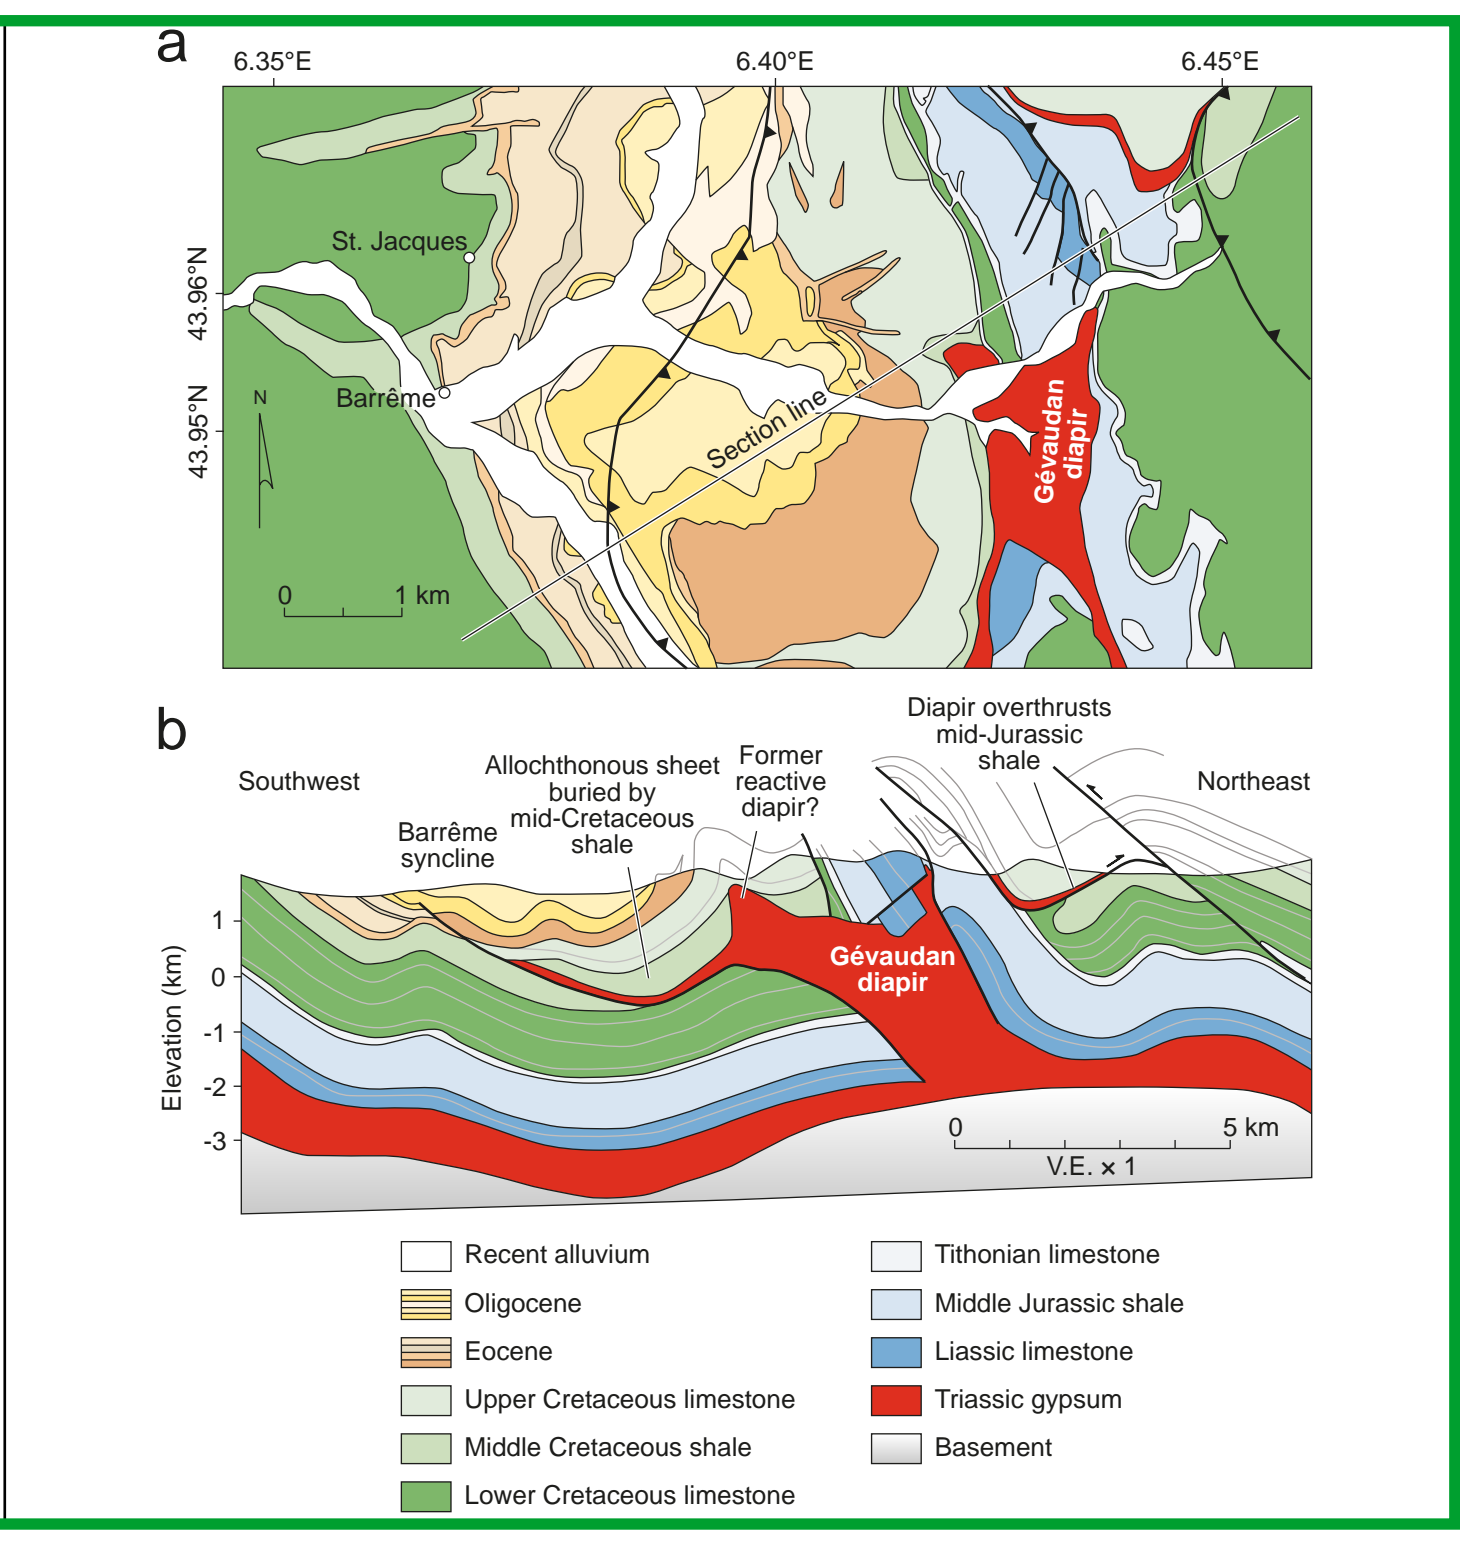 a
6.35°E 6.40°E 6.45°E
43.96°N
43.95°N
St. Jacques
Barrême
N
0 1 km
Section line
Gévaudan
diapir
b
Southwest
Northeast
Barrême
syncline
Allochthonous sheet
buried by
mid-Cretaceous
shale
Former
reactive
diapir?
Diapir overthrusts
mid-Jurassic
shale
Elevation (km)
1
0
-1
-2
-3
Gévaudan
diapir
0 5 km
V.E. × 1
Recent alluvium
Oligocene
Eocene
Upper Cretaceous limestone
Middle Cretaceous shale
Lower Cretaceous limestone
Tithonian limestone
Middle Jurassic shale
Liassic limestone
Triassic gypsum
Basement